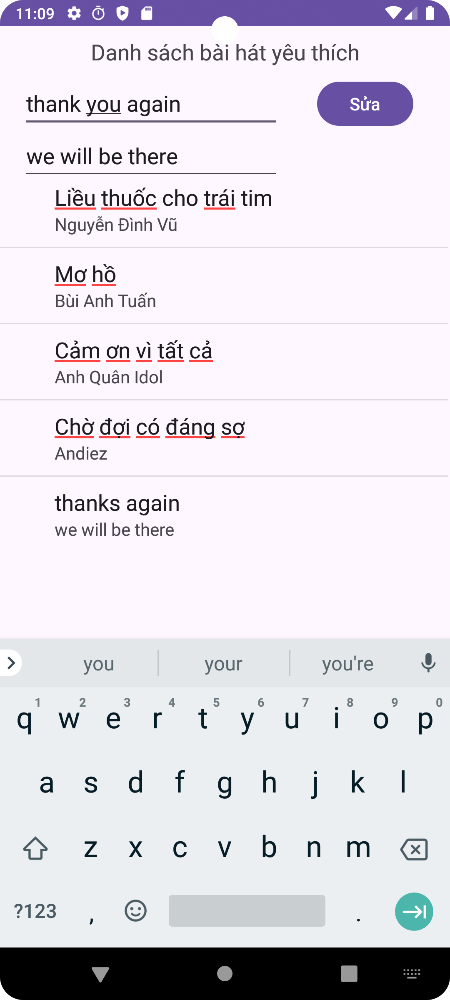 11:09
Danh sách bài hát yêu thích
thank you again
Sửa
we will be there
Liều thuốc cho trái tim
Nguyễn Đình Vũ
Mơ hồ
Bùi Anh Tuấn
Cảm ơn vì tất cả
Anh Quân Idol
Chờ đợi có đáng sợ
Andiez
thanks again
we will be there
you your you're
1 2 3 4 5 6 7 8 9 0
q w e r t y u i o p
a s d f g h j k l
z x c v b n m
?123 , .